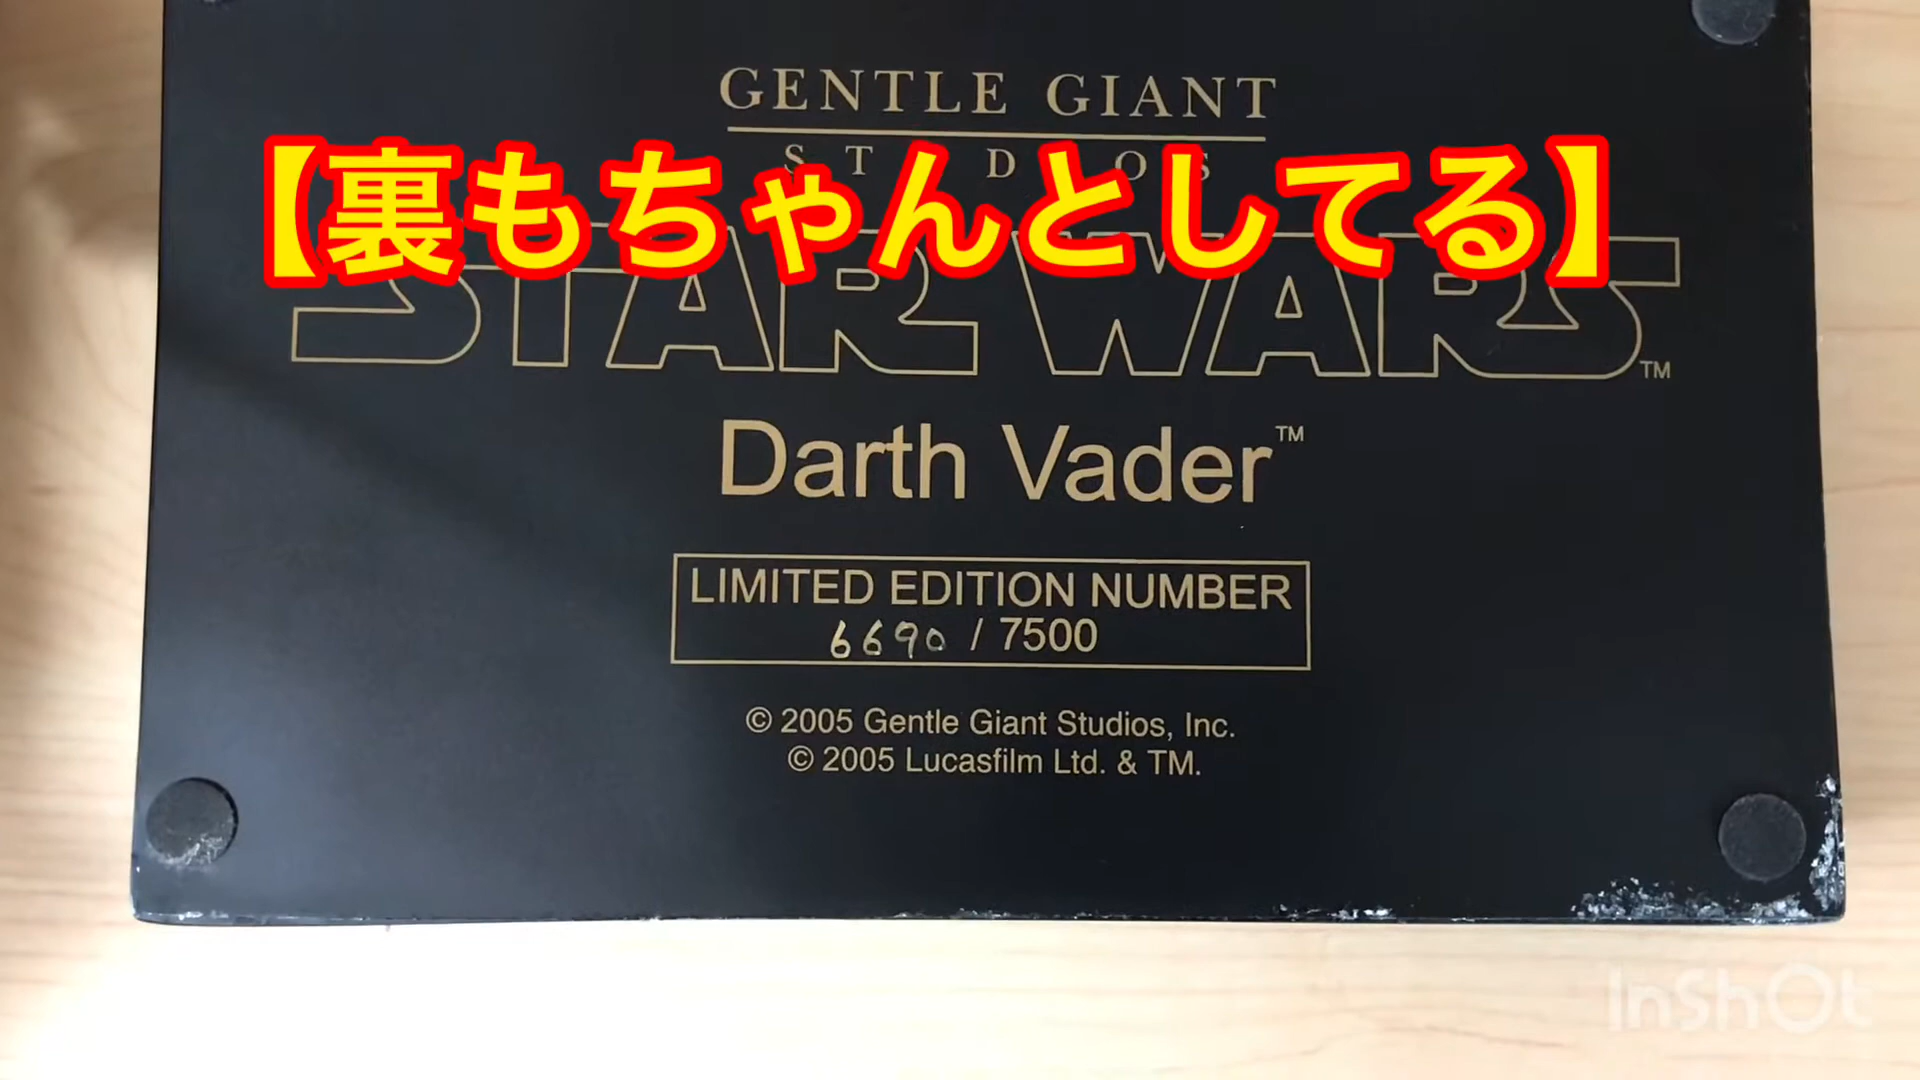 GENTLE GIANT
【裏もちゃんとしてる】
STAR WARS™
Darth Vader™
LIMITED EDITION NUMBER
6690 / 7500
© 2005 Gentle Giant Studios, Inc.
© 2005 Lucasfilm Ltd. & TM.
InShOt